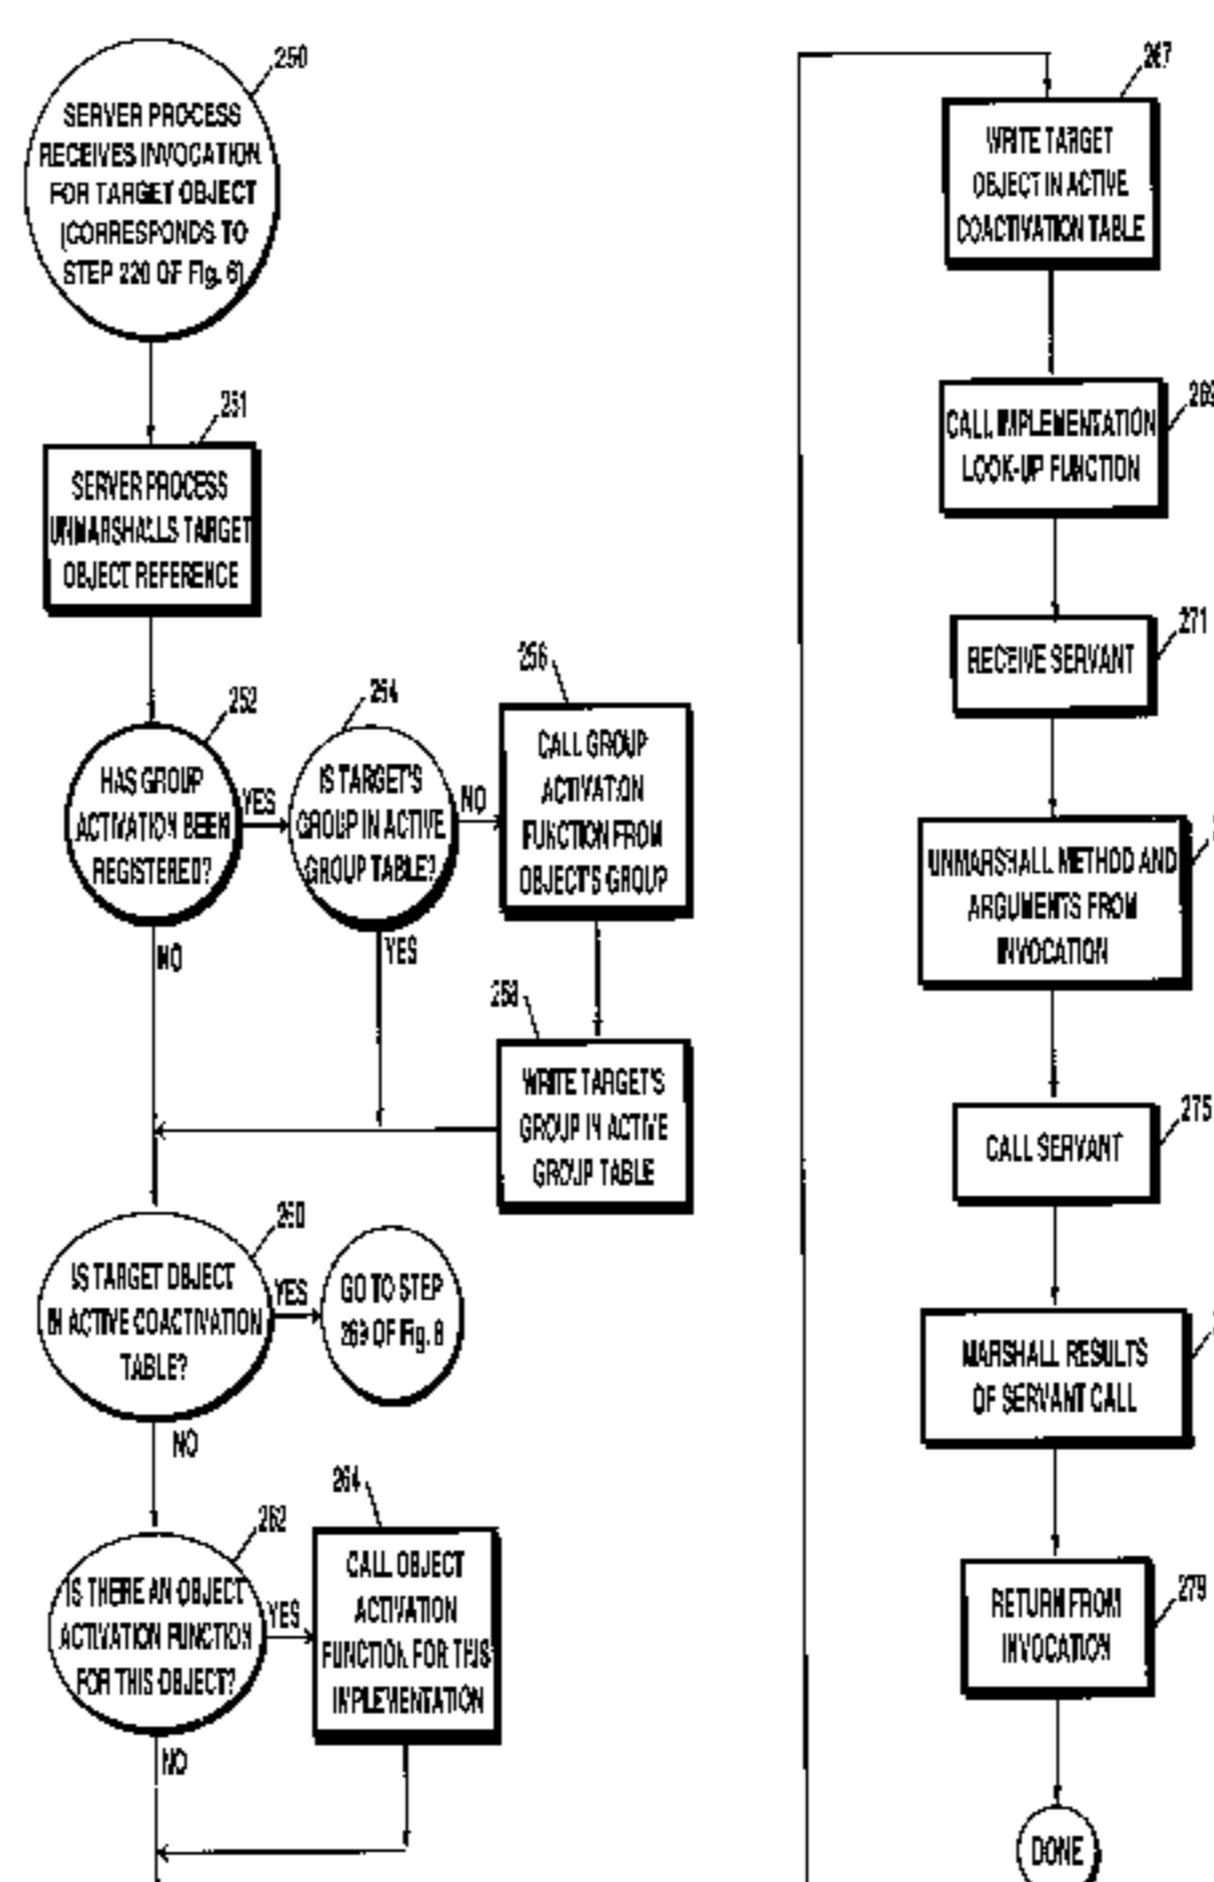 250
SERVER PROCESS
RECEIVES INVOCATION
FOR TARGET OBJECT
(CORRESPONDS TO
STEP 220 OF Fig. 6)
251
SERVER PROCESS
UNMARSHALLS TARGET
OBJECT REFERENCE
252
HAS GROUP
ACTIVATION BEEN
REGISTERED?
YES
NO
254
IS TARGET'S
GROUP IN ACTIVE
GROUP TABLE?
NO
YES
256
CALL GROUP
ACTIVATION
FUNCTION FROM
OBJECT'S GROUP
258
WRITE TARGET'S
GROUP IN ACTIVE
GROUP TABLE
260
IS TARGET OBJECT
IN ACTIVE COACTIVATION
TABLE?
YES
NO
GO TO STEP
269 OF Fig. 8
262
IS THERE AN OBJECT
ACTIVATION FUNCTION
FOR THIS OBJECT?
YES
NO
264
CALL OBJECT
ACTIVATION
FUNCTION FOR THIS
IMPLEMENTATION
267
WRITE TARGET
OBJECT IN ACTIVE
COACTIVATION TABLE
269
CALL IMPLEMENTATION
LOOK-UP FUNCTION
271
RECEIVE SERVANT
UNMARSHALL METHOD AND
ARGUMENTS FROM
INVOCATION
275
CALL SERVANT
MARSHALL RESULTS
OF SERVANT CALL
279
RETURN FROM
INVOCATION
DONE